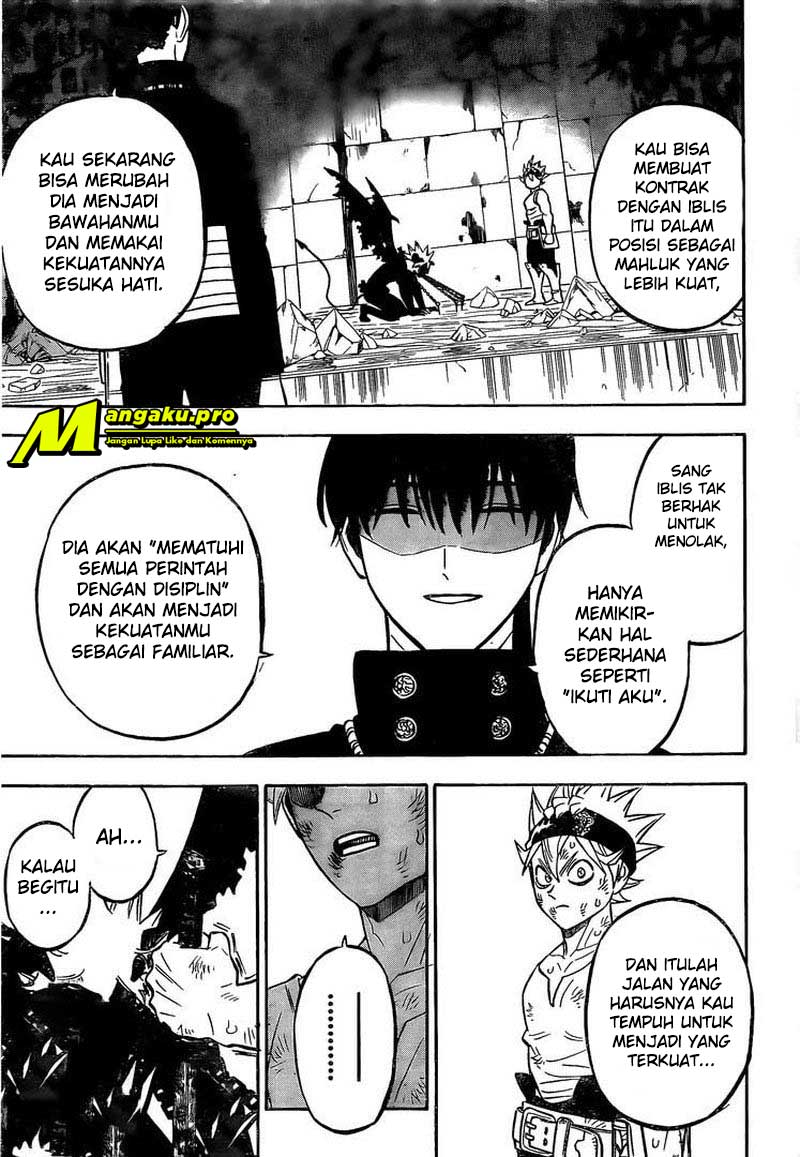 KAU BISA
MEMBUAT
KONTRAK
DENGAN IBLIS
ITU DALAM
POSISI SEBAGAI
MAHLUK YANG
LEBIH KUAT,
KAU SEKARANG
BISA MERUBAH
DIA MENJADI
BAWAHANMU
DAN MEMAKAI
KEKUATANNYA
SESUKA HATI.
Mangaku.pro
Jangan Lupa Like dan Komennya
SANG
IBLIS TAK
BERHAK
UNTUK
MENOLAK,
HANYA
MEMIKIR-
KAN HAL
SEDERHANA
SEPERTI
"IKUTI AKU".
DIA AKAN "MEMATUHI
SEMUA PERINTAH
DENGAN DISIPLIN"
DAN AKAN MENJADI
KEKUATANMU
SEBAGAI FAMILIAR.
DAN ITULAH
JALAN YANG
HARUSNYA KAU
TEMPUH UNTUK
MENJADI YANG
TERKUAT...
AH...
KALAU
BEGITU
...